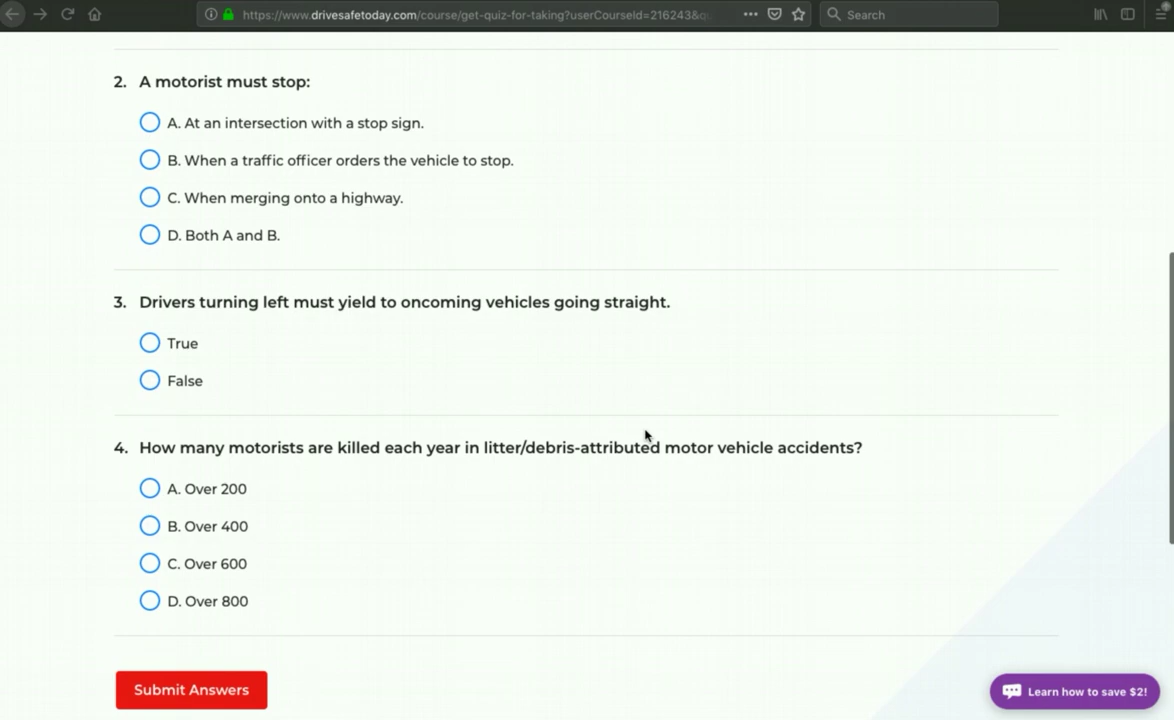 https://www.drivesafetoday.com/course/get-quiz-for-taking?userCourseId=216243&q
Search
2. A motorist must stop:
A. At an intersection with a stop sign.
B. When a traffic officer orders the vehicle to stop.
C. When merging onto a highway.
D. Both A and B.
3. Drivers turning left must yield to oncoming vehicles going straight.
True
False
4. How many motorists are killed each year in litter/debris-attributed motor vehicle accidents?
A. Over 200
B. Over 400
C. Over 600
D. Over 800
Submit Answers
Learn how to save $2!